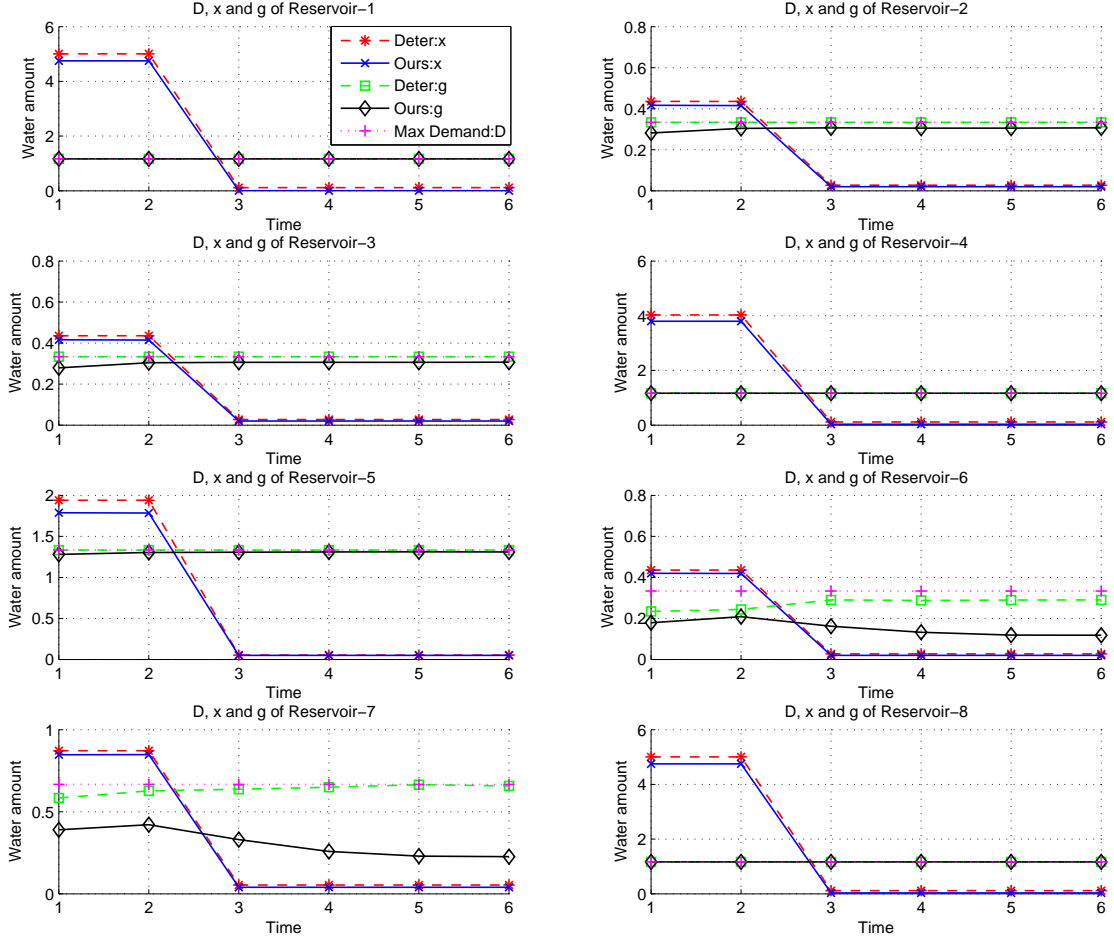 D, x and g of Reservoir−1
Water amount
6
4
2
0
1 2 3 4 5 6
Time
Deter:x
Ours:x
Deter:g
Ours:g
Max Demand:D
D, x and g of Reservoir−2
Water amount
0.8
0.6
0.4
0.2
0
1 2 3 4 5 6
Time
D, x and g of Reservoir−3
Water amount
0.8
0.6
0.4
0.2
0
1 2 3 4 5 6
Time
D, x and g of Reservoir−4
Water amount
6
4
2
0
1 2 3 4 5 6
Time
D, x and g of Reservoir−5
Water amount
2
1.5
1
0.5
0
1 2 3 4 5 6
Time
D, x and g of Reservoir−6
Water amount
0.8
0.6
0.4
0.2
0
1 2 3 4 5 6
Time
D, x and g of Reservoir−7
Water amount
1
0.5
0
1 2 3 4 5 6
Time
D, x and g of Reservoir−8
Water amount
6
4
2
0
1 2 3 4 5 6
Time